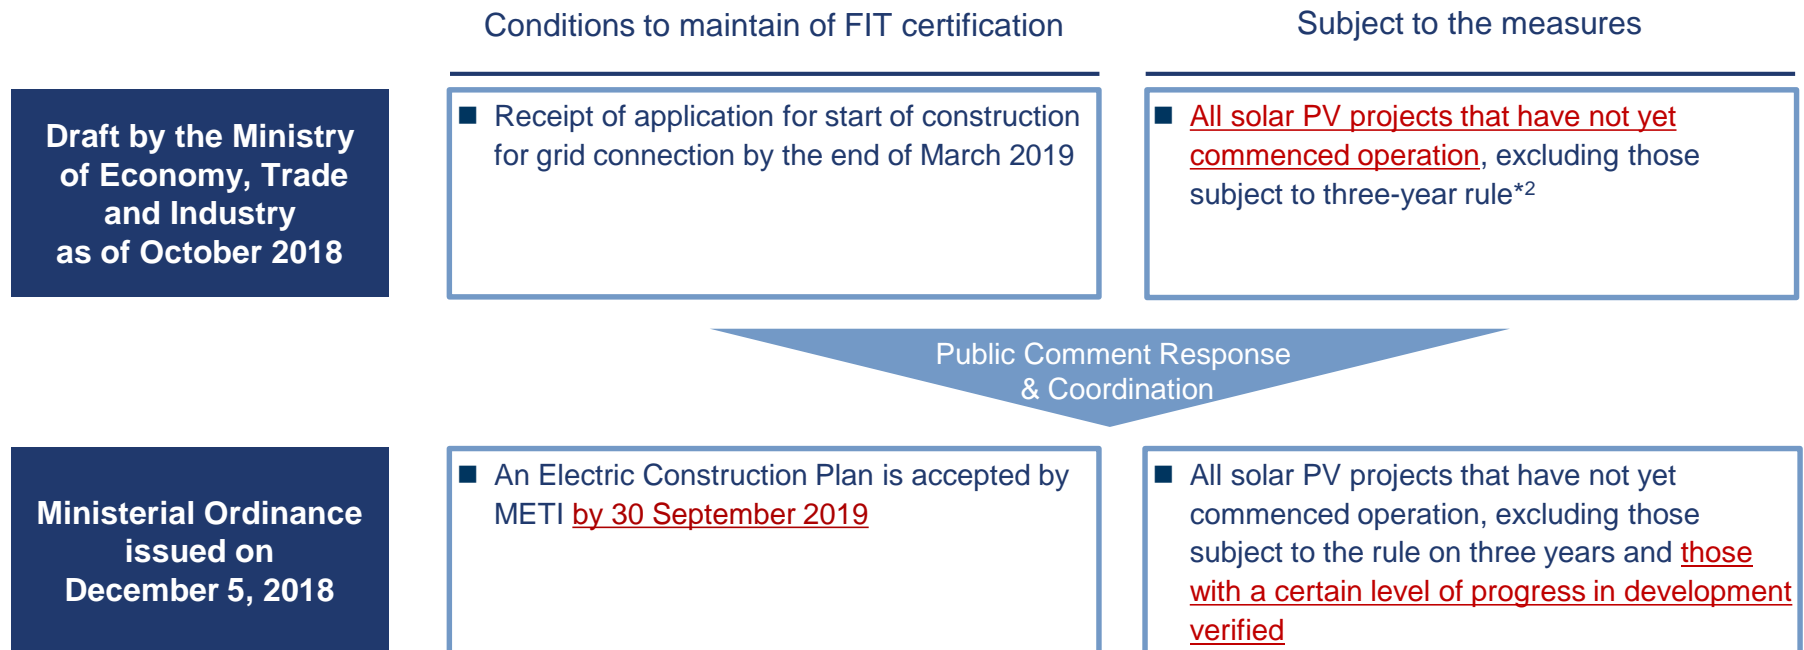 Conditions to maintain of FIT certification
Subject to the measures
Draft by the Ministry
of Economy, Trade
and Industry
as of October 2018
■ Receipt of application for start of construction
for grid connection by the end of March 2019
■ All solar PV projects that have not yet
commenced operation, excluding those
subject to three-year rule*2
Public Comment Response
& Coordination
Ministerial Ordinance
issued on
December 5, 2018
■ An Electric Construction Plan is accepted by
METI by 30 September 2019
■ All solar PV projects that have not yet
commenced operation, excluding those
subject to the rule on three years and those
with a certain level of progress in development
verified